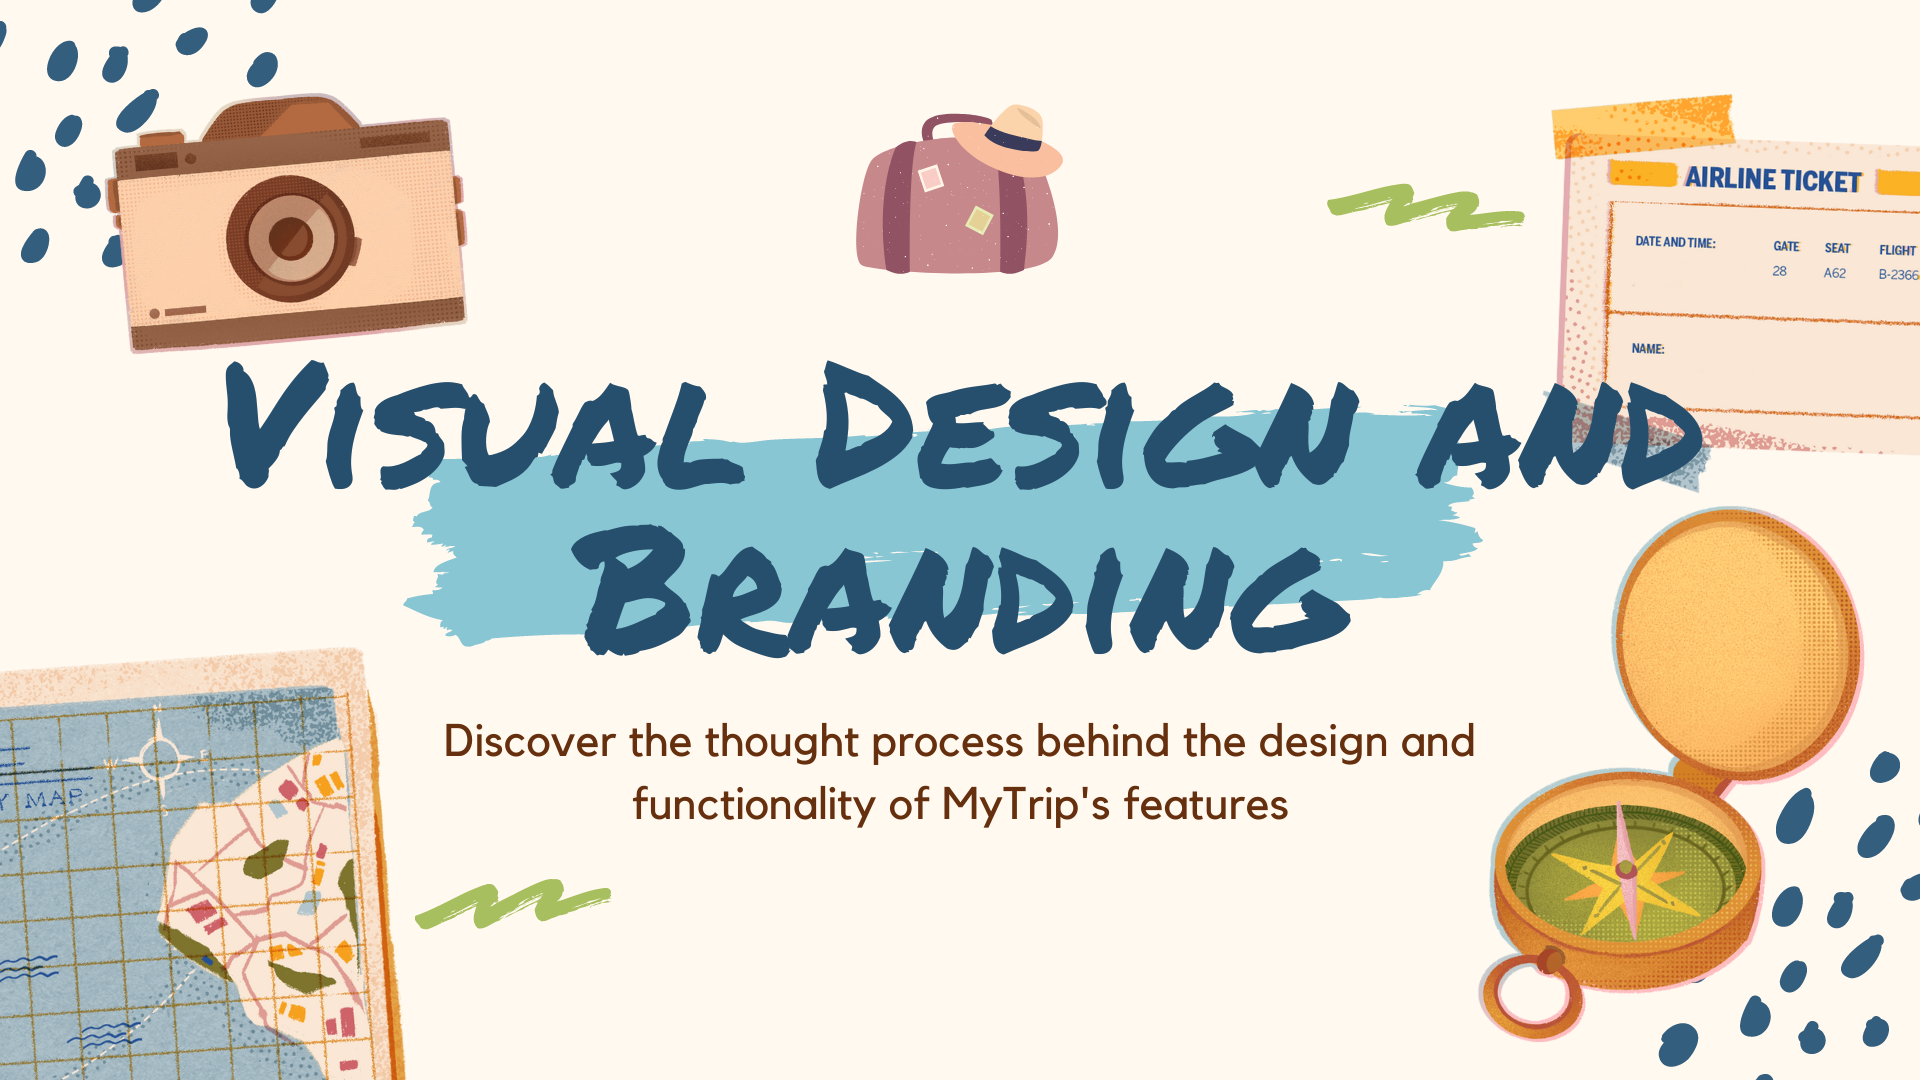 AIRLINE TICKET
DATE AND TIME: GATE SEAT FLIGHT
28 A62 B-2366
NAME:
Visual Design and
Branding
Discover the thought process behind the design and
functionality of MyTrip's features
N
W E
MAP